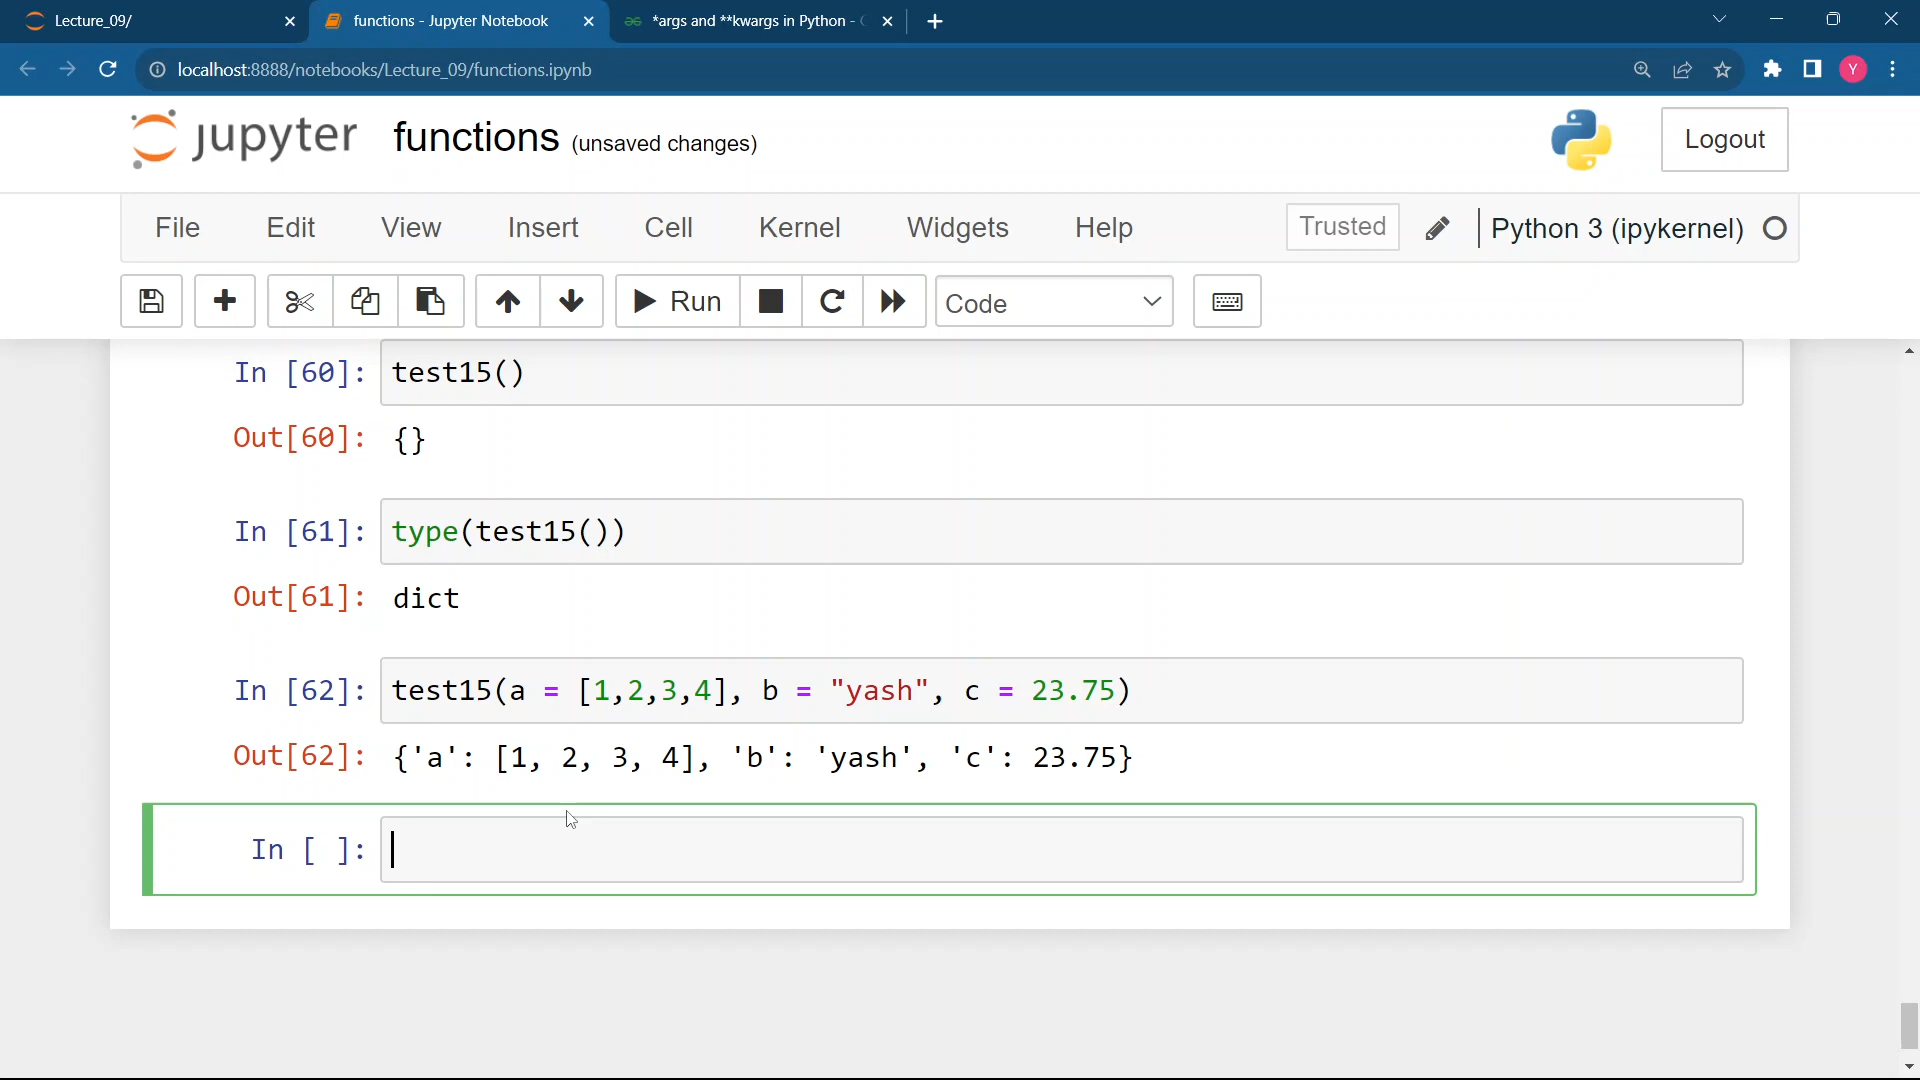 Lecture_09/
functions - Jupyter Notebook
*args and **kwargs in Python -
localhost:8888/notebooks/Lecture_09/functions.ipynb
Y
jupyter functions (unsaved changes)
Logout
File Edit View Insert Cell Kernel Widgets Help Trusted Python 3 (ipykernel)
Run Code
In [60]: test15()
Out[60]: {}
In [61]: type(test15())
Out[61]: dict
In [62]: test15(a = [1,2,3,4], b = "yash", c = 23.75)
Out[62]: {'a': [1, 2, 3, 4], 'b': 'yash', 'c': 23.75}
In [ ]: